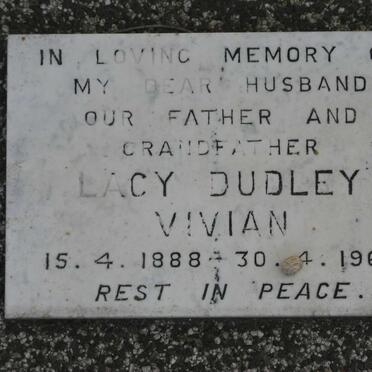 IN LOVING MEMORY
MY DEAR HUSBAND
OUR FATHER AND
GRANDFATHER
LACY DUDLEY
VIVIAN
15. 4. 1888 - 30. 4.
REST IN PEACE.